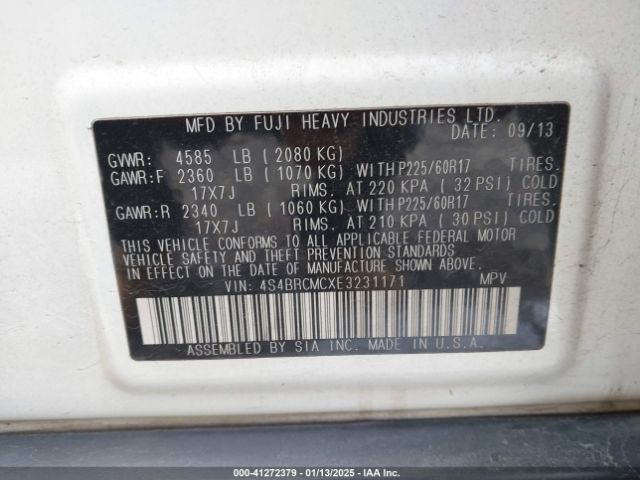 MFD BY FUJI HEAVY INDUSTRIES LTD.
DATE: 09/13
GVWR: 4585 LB (2080 KG)
GAWR:F 2360 LB (1070 KG) WITH P225/60R17 TIRES.
17X7J RIMS. AT 220 KPA (32 PSI) COLD
GAWR:R 2340 LB (1060 KG) WITH P225/60R17 TIRES.
17X7J RIMS. AT 210 KPA (30 PSI) COLD
THIS VEHICLE CONFORMS TO ALL APPLICABLE FEDERAL MOTOR
VEHICLE SAFETY AND THEFT PREVENTION STANDARDS
IN EFFECT ON THE DATE OF MANUFACTURE SHOWN ABOVE.
VIN: 4S4BRCMCXE3231171 MPV
ASSEMBLED BY SIA INC. MADE IN U.S.A.
000-41272379 - 01/13/2025 - IAA Inc.